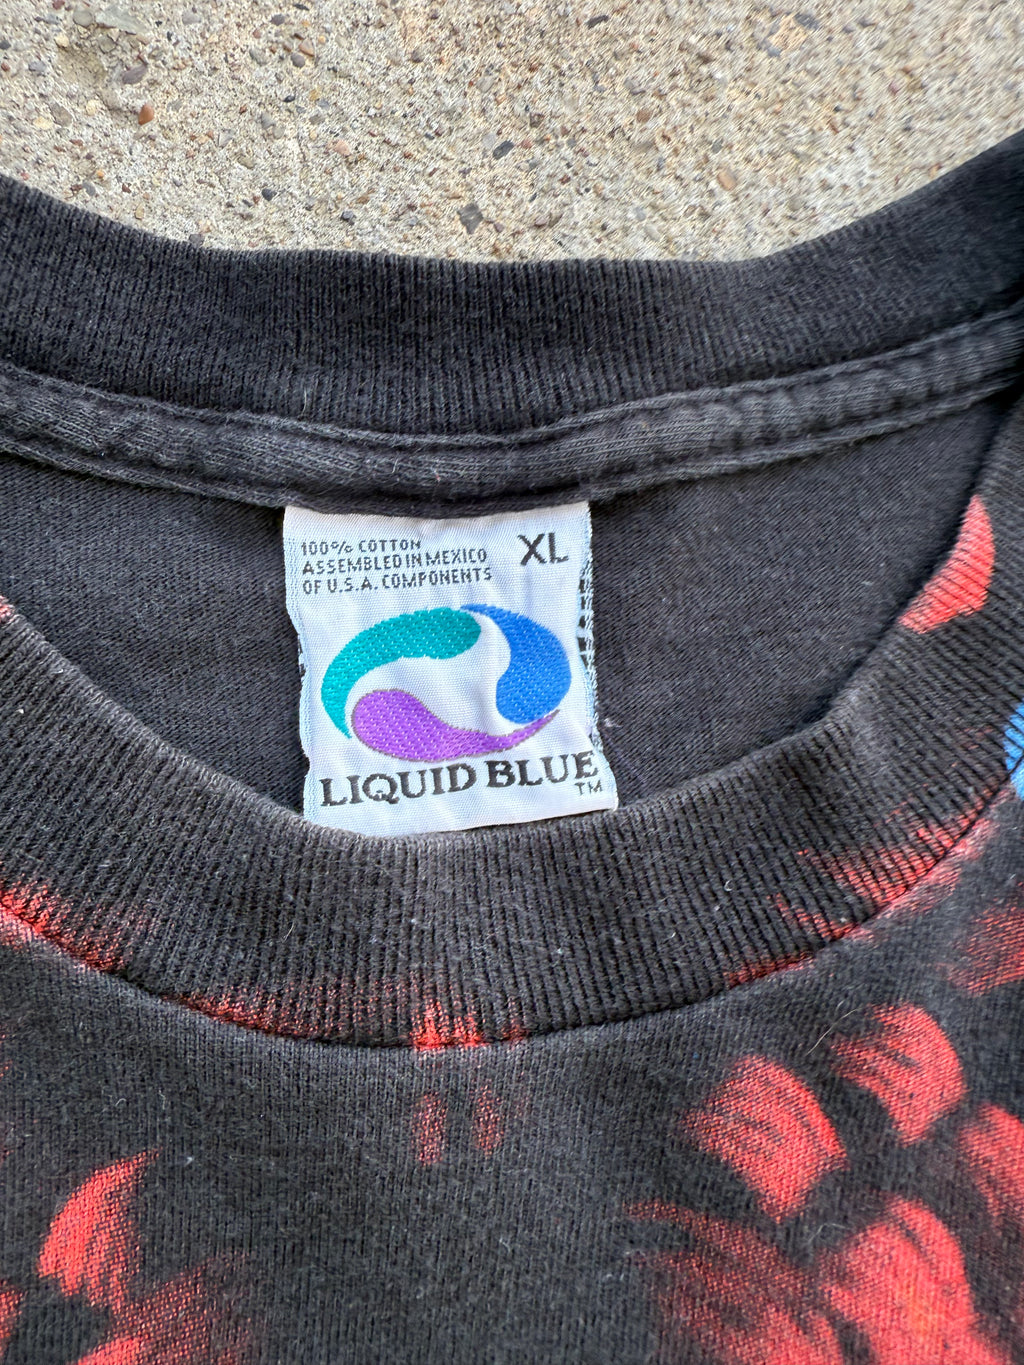 100% COTTON
ASSEMBLED IN MEXICO
OF U.S.A. COMPONENTS
XL
LIQUID BLUE
TM